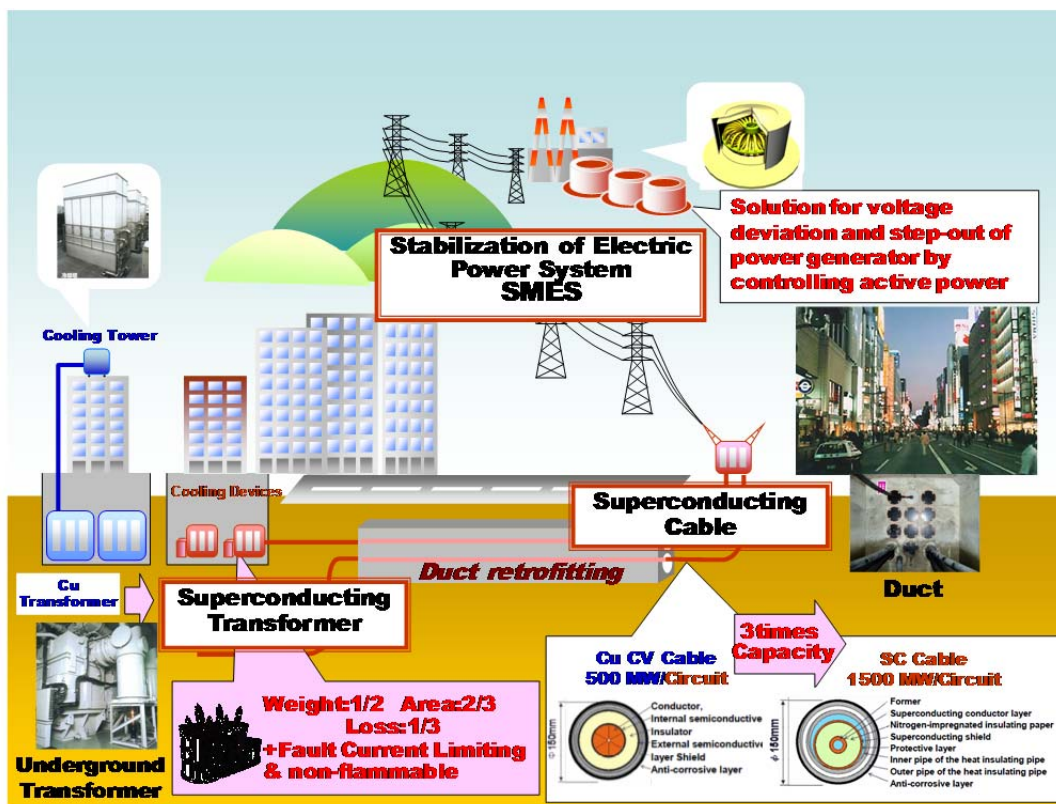 Stabilization of Electric
Power System
SMES
Solution for voltage
deviation and step-out of
power generator by
controlling active power
Cooling Tower
Cooling Devices
Superconducting
Cable
Duct retrofitting
Duct
Cu
Transformer
Superconducting
Transformer
Underground
Transformer
Weight:1/2 Area:2/3
Loss:1/3
+Fault Current Limiting
& non-flammable
3times
Capacity
Cu CV Cable
500 MW/Circuit
Φ150mm
Conductor,
Internal semiconductive
Insulator
External semiconductive
layer Shield
Anti-corrosive layer
SC Cable
1500 MW/Circuit
ϕ 150mm
Former
Superconducting conductor layer
Nitrogen-impregnated insulating paper
Superconducting shield
Protective layer
Inner pipe of the heat insulating pipe
Outer pipe of the heat insulating pipe
Anti-corrosive layer